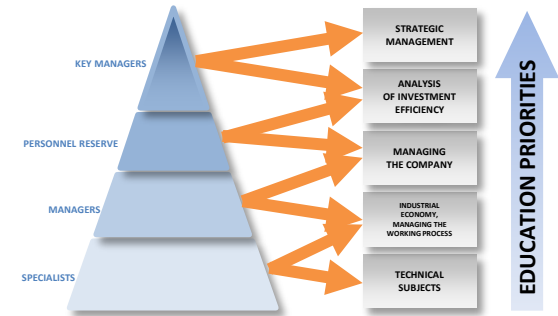 KEY MANAGERS
PERSONNEL RESERVE
MANAGERS
SPECIALISTS
STRATEGIC
MANAGEMENT
ANALYSIS
OF INVESTMENT
EFFICIENCY
MANAGING
THE COMPANY
INDUSTRIAL
ECONOMY,
MANAGING THE
WORKING PROCESS
TECHNICAL
SUBJECTS
EDUCATION PRIORITIES